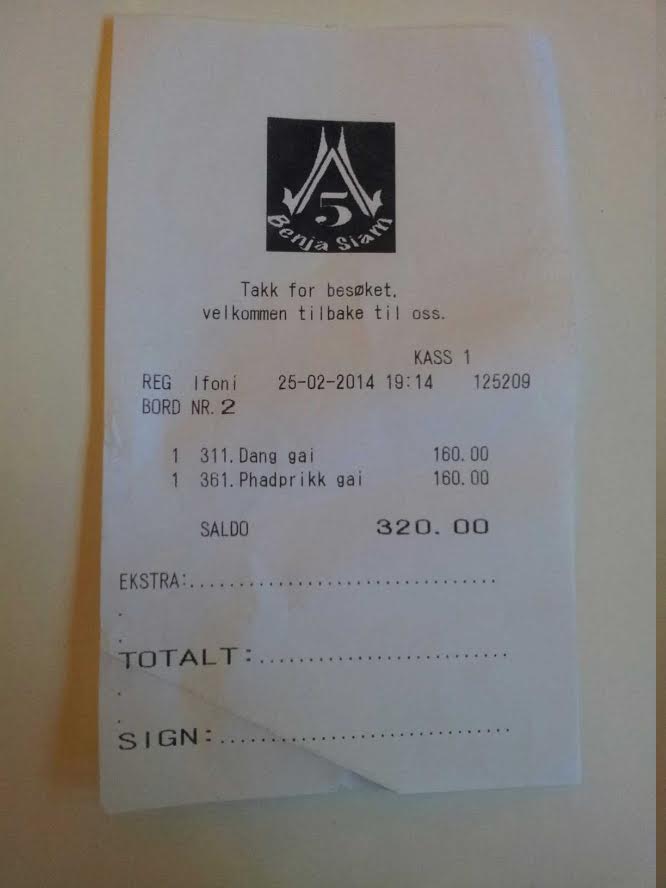 5
Benja Siam
Takk for besøket,
velkommen tilbake til oss.
KASS 1
REG Ifoni 25-02-2014 19:14 125209
BORD NR. 2
1 311.Dang gai 160.00
1 361.Phadprikk gai 160.00
SALDO 320.00
EKSTRA:.................................
.
.
TOTALT:..........................
.
.
SIGN:..............................